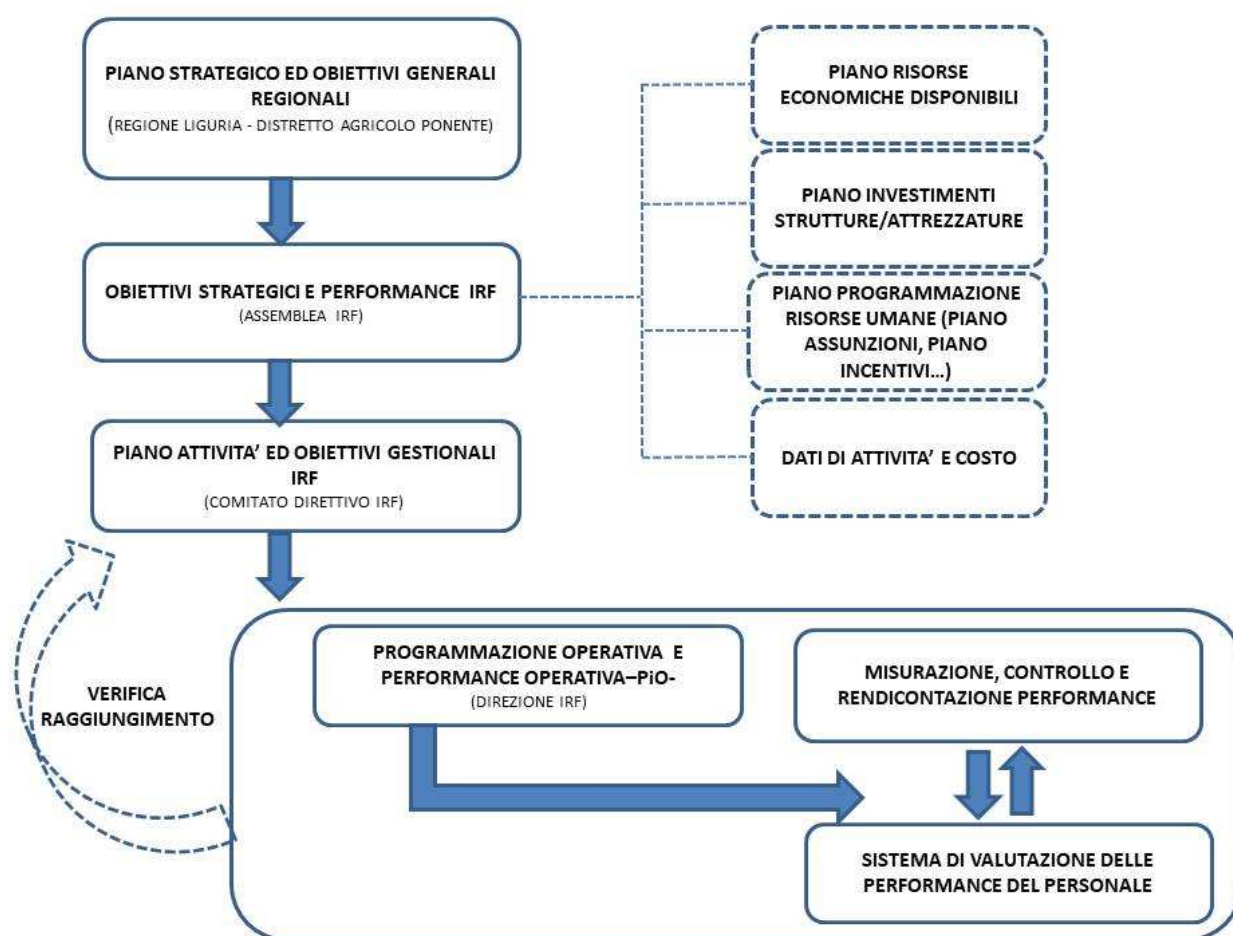 PIANO STRATEGICO ED OBIETTIVI GENERALI
REGIONALI
(REGIONE LIGURIA - DISTRETTO AGRICOLO PONENTE)
OBIETTIVI STRATEGICI E PERFORMANCE IRF
(ASSEMBLEA IRF)
PIANO ATTIVITA’ ED OBIETTIVI GESTIONALI
IRF
(COMITATO DIRETTIVO IRF)
PIANO RISORSE
ECONOMICHE DISPONIBILI
PIANO INVESTIMENTI
STRUTTURE/ATTREZZATURE
PIANO PROGRAMMAZIONE
RISORSE UMANE (PIANO
ASSUNZIONI, PIANO
INCENTIVI...)
DATI DI ATTIVITA’ E COSTO
VERIFICA
RAGGIUNGIMENTO
PROGRAMMAZIONE OPERATIVA E
PERFORMANCE OPERATIVA–PiO-
(DIREZIONE IRF)
MISURAZIONE, CONTROLLO E
RENDICONTAZIONE PERFORMANCE
SISTEMA DI VALUTAZIONE DELLE
PERFORMANCE DEL PERSONALE